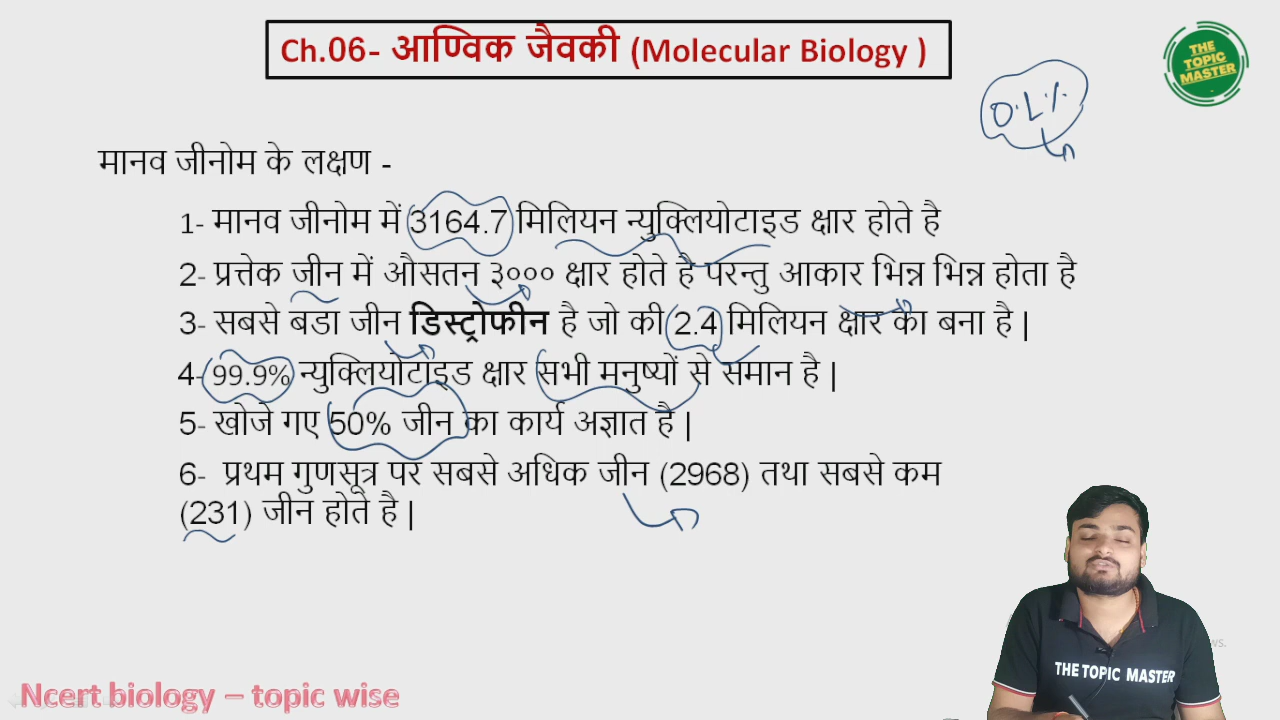 Ch.06- आण्विक जैवकी (Molecular Biology )
THE
TOPIC
MASTER
0.1%
मानव जीनोम के लक्षण -
1- मानव जीनोम में 3164.7 मिलियन न्युक्लियोटाइड क्षार होते है
2- प्रत्तेक जीन में औसतन ३००० क्षार होते है परन्तु आकार भिन्न भिन्न होता है
3- सबसे बडा जीन डिस्ट्रोफीन है जो की 2.4 मिलियन क्षार का बना है |
4- 99.9% न्युक्लियोटाइड क्षार सभी मनुष्यों से समान है |
5- खोजे गए 50% जीन का कार्य अज्ञात है |
6- प्रथम गुणसूत्र पर सबसे अधिक जीन (2968) तथा सबसे कम
(231) जीन होते है |
THE TOPIC MASTER
Ncert biology – topic wise